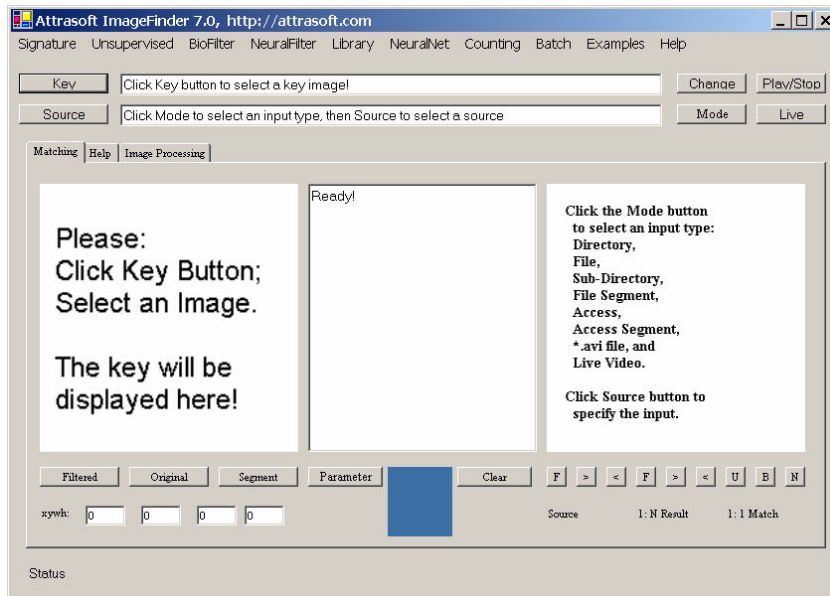 Attrasoft ImageFinder 7.0, http://attrasoft.com
Signature Unsupervised BioFilter NeuralFilter Library NeuralNet Counting Batch Examples Help
Key Click Key button to select a key image! Change Play/Stop
Source Click Mode to select an input type, then Source to select a source Mode Live
Matching Help Image Processing
Please:
Click Key Button;
Select an Image.
The key will be
displayed here!
Ready!
Click the Mode button
to select an input type:
Directory,
File,
Sub-Directory,
File Segment,
Access,
Access Segment,
*.avi file, and
Live Video.
Click Source button to
specify the input.
Filtered Original Segment Parameter Clear F > < F > < U B N
xywh: 0 0 0 0 Source 1: N Result 1: 1 Match
Status